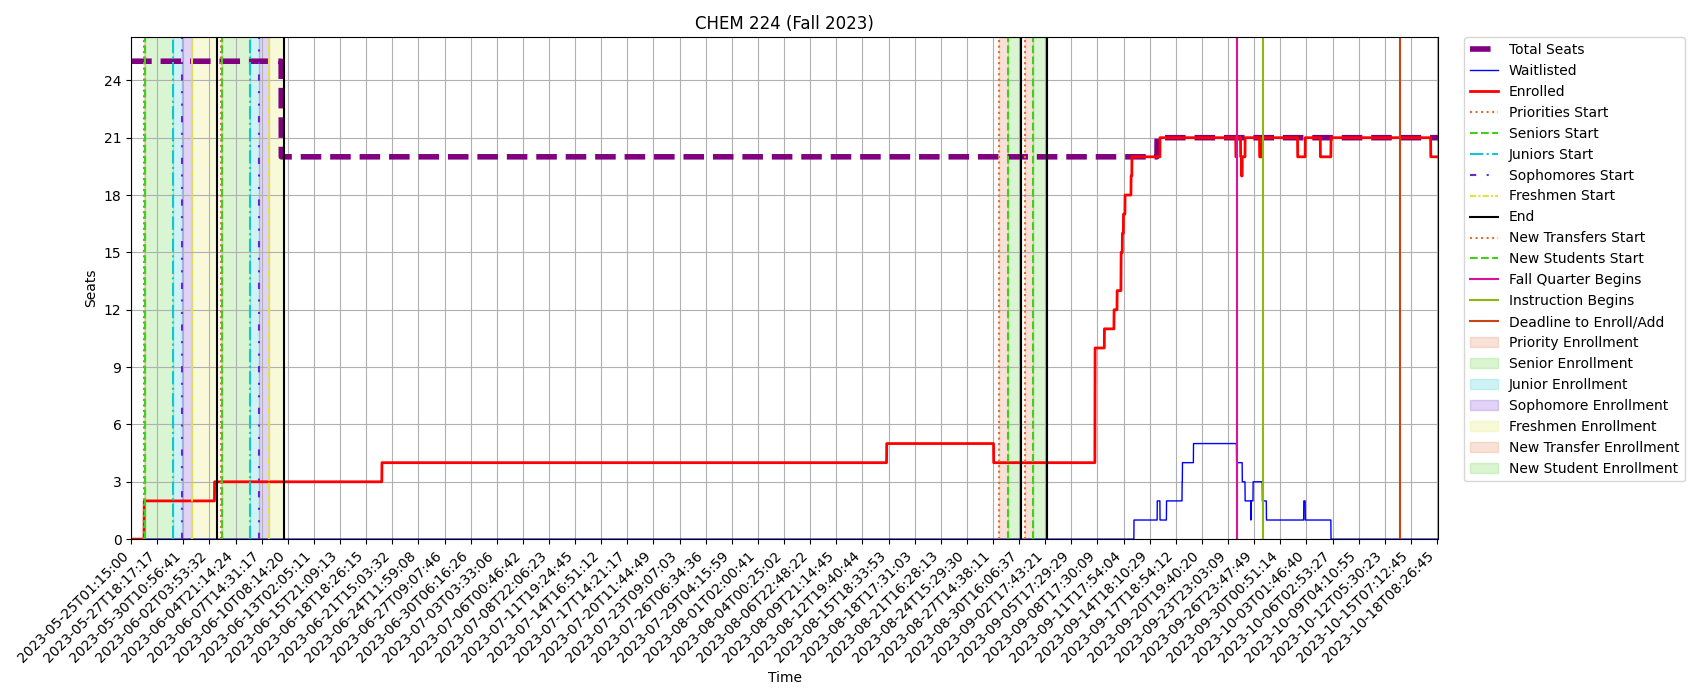 CHEM 224 (Fall 2023)
Seats
24
21
18
15
12
9
6
3
0
2023-05-25T01:15:00
2023-05-27T18:17:17
2023-05-30T10:56:41
2023-06-02T03:53:32
2023-06-04T21:14:24
2023-06-07T14:31:17
2023-06-10T08:14:20
2023-06-13T02:05:11
2023-06-15T21:09:13
2023-06-18T18:26:15
2023-06-21T15:03:32
2023-06-24T11:59:08
2023-06-27T09:07:46
2023-06-30T06:16:26
2023-07-03T03:33:06
2023-07-06T00:46:42
2023-07-08T22:06:23
2023-07-11T19:24:45
2023-07-14T16:51:12
2023-07-17T14:21:17
2023-07-20T11:44:49
2023-07-23T09:07:03
2023-07-26T06:34:36
2023-07-29T04:15:59
2023-08-01T02:00:41
2023-08-04T00:25:02
2023-08-06T22:48:22
2023-08-09T21:14:45
2023-08-12T19:40:44
2023-08-15T18:33:53
2023-08-18T17:31:03
2023-08-21T16:28:13
2023-08-24T15:29:30
2023-08-27T14:38:11
2023-08-30T16:06:37
2023-09-02T17:43:21
2023-09-05T17:29:29
2023-09-08T17:30:09
2023-09-11T17:54:04
2023-09-14T18:10:29
2023-09-17T18:54:12
2023-09-20T19:40:20
2023-09-23T23:03:09
2023-09-26T23:47:49
2023-09-30T00:51:14
2023-10-03T01:46:40
2023-10-06T02:53:27
2023-10-09T04:10:55
2023-10-12T05:30:23
2023-10-15T07:12:45
2023-10-18T08:26:45
Time
Total Seats
Waitlisted
Enrolled
Priorities Start
Seniors Start
Juniors Start
Sophomores Start
Freshmen Start
End
New Transfers Start
New Students Start
Fall Quarter Begins
Instruction Begins
Deadline to Enroll/Add
Priority Enrollment
Senior Enrollment
Junior Enrollment
Sophomore Enrollment
Freshmen Enrollment
New Transfer Enrollment
New Student Enrollment